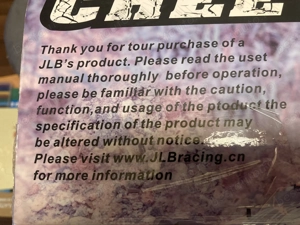 CHEE
Thank you for tour purchase of a
JLB's product. Please read the uset
manual thoroughly before operation,
please be familiar with the caution,
function,and usage of the product the
specification of the product may
be altered without notice.
Please visit www.JLBracing.cn
for more information